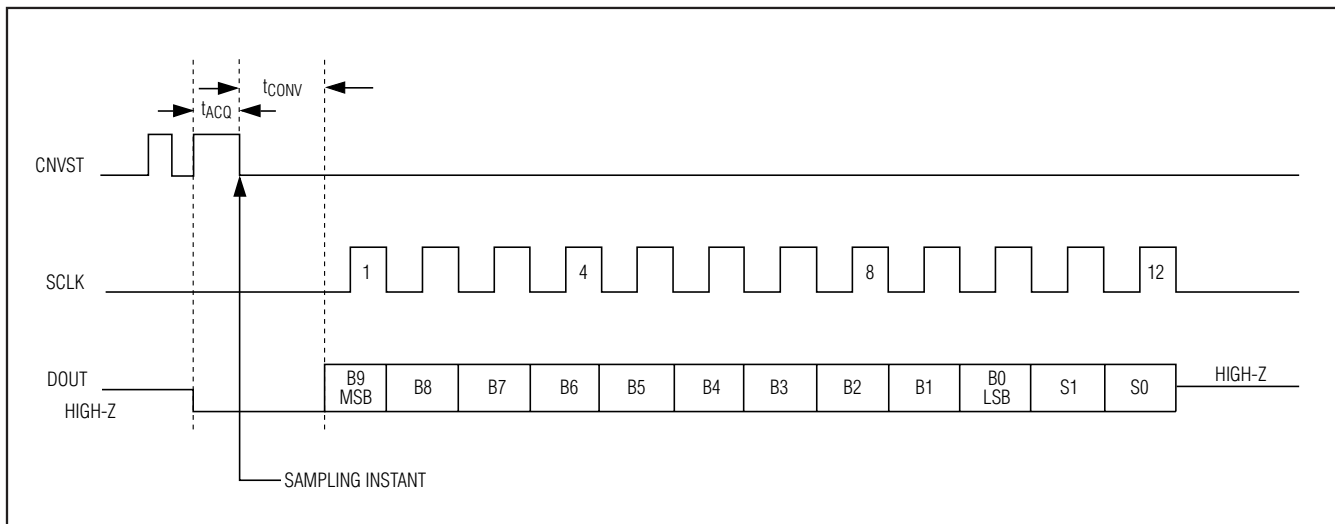 tCONV
tACQ
CNVST
SCLK
1
4
8
12
DOUT
HIGH-Z
B9
MSB
B8
B7
B6
B5
B4
B3
B2
B1
B0
LSB
S1
S0
HIGH-Z
SAMPLING INSTANT